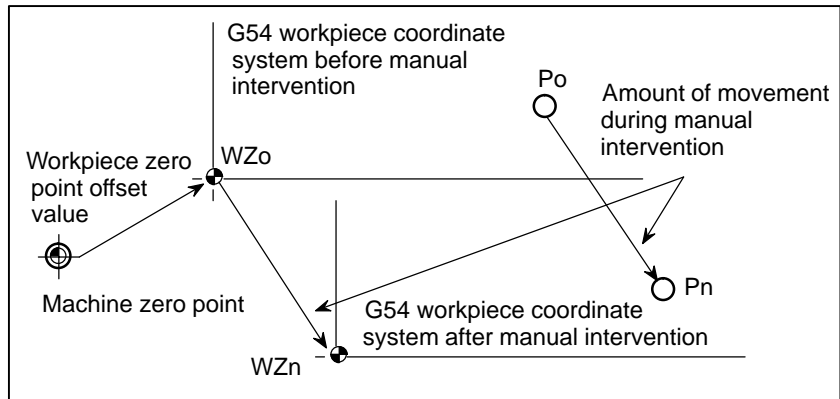 G54 workpiece coordinate
system before manual
intervention
Po
Amount of movement
during manual
intervention
WZo
Workpiece zero
point offset
value
Pn
Machine zero point
G54 workpiece coordinate
system after manual intervention
WZn